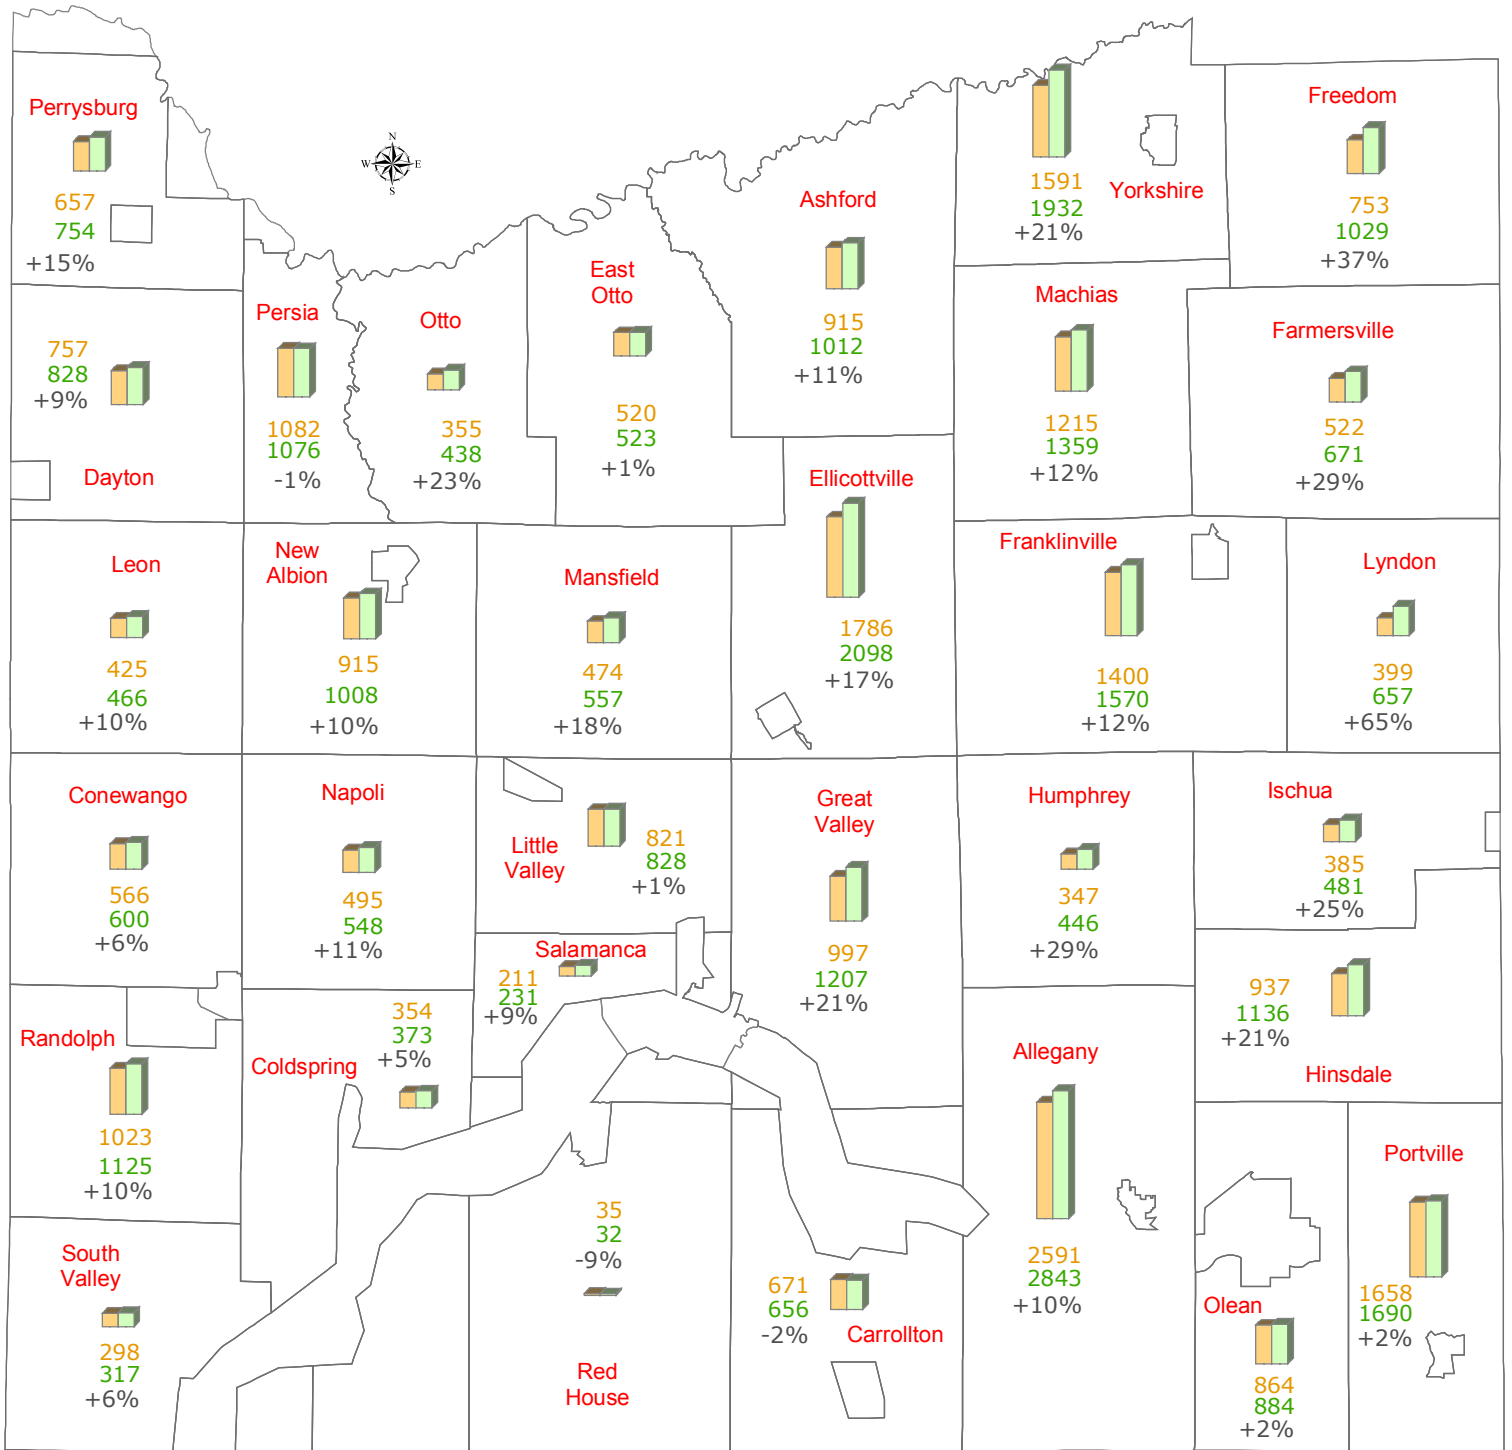 Perrysburg
657
754
+15%
N
W
E
S
Ashford
915
1012
+11%
1591
1932
+21%
Yorkshire
Freedom
753
1029
+37%
757
828
+9%
Dayton
Persia
1082
1076
-1%
Otto
355
438
+23%
East
Otto
520
523
+1%
Machias
1215
1359
+12%
Farmersville
522
671
+29%
Leon
425
466
+10%
New
Albion
915
1008
+10%
Mansfield
474
557
+18%
Ellicottville
1786
2098
+17%
Franklinville
1400
1570
+12%
Lyndon
399
657
+65%
Conewango
566
600
+6%
Napoli
495
548
+11%
Little
Valley
821
828
+1%
Great
Valley
997
1207
+21%
Humphrey
347
446
+29%
Ischua
385
481
+25%
Salamanca
211
231
+9%
937
1136
+21%
Hinsdale
Randolph
1023
1125
+10%
354
373
+5%
Coldspring
Allegany
2591
2843
+10%
Portville
1658
1690
+2%
South
Valley
298
317
+6%
35
32
-9%
Red
House
671
656
-2%
Carrollton
Olean
864
884
+2%